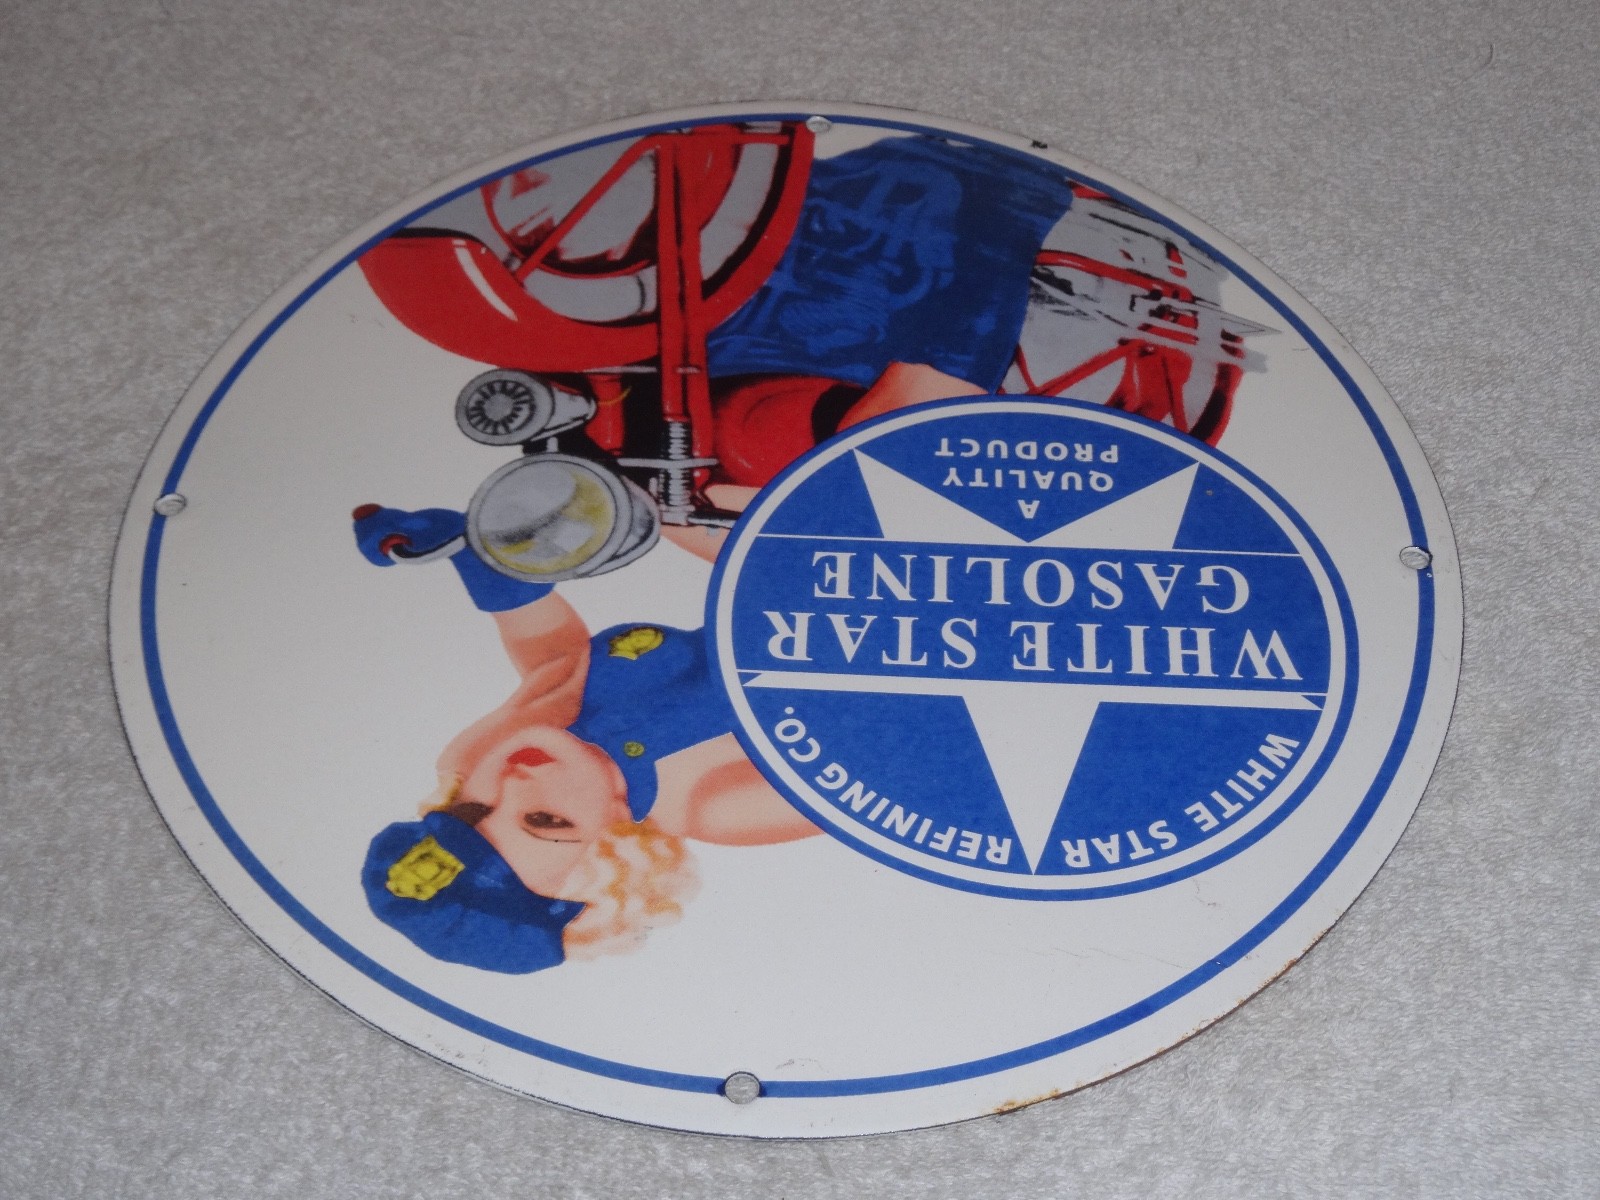 WHITE STAR REFINING CO.
WHITE STAR
GASOLINE
A
QUALITY
PRODUCT